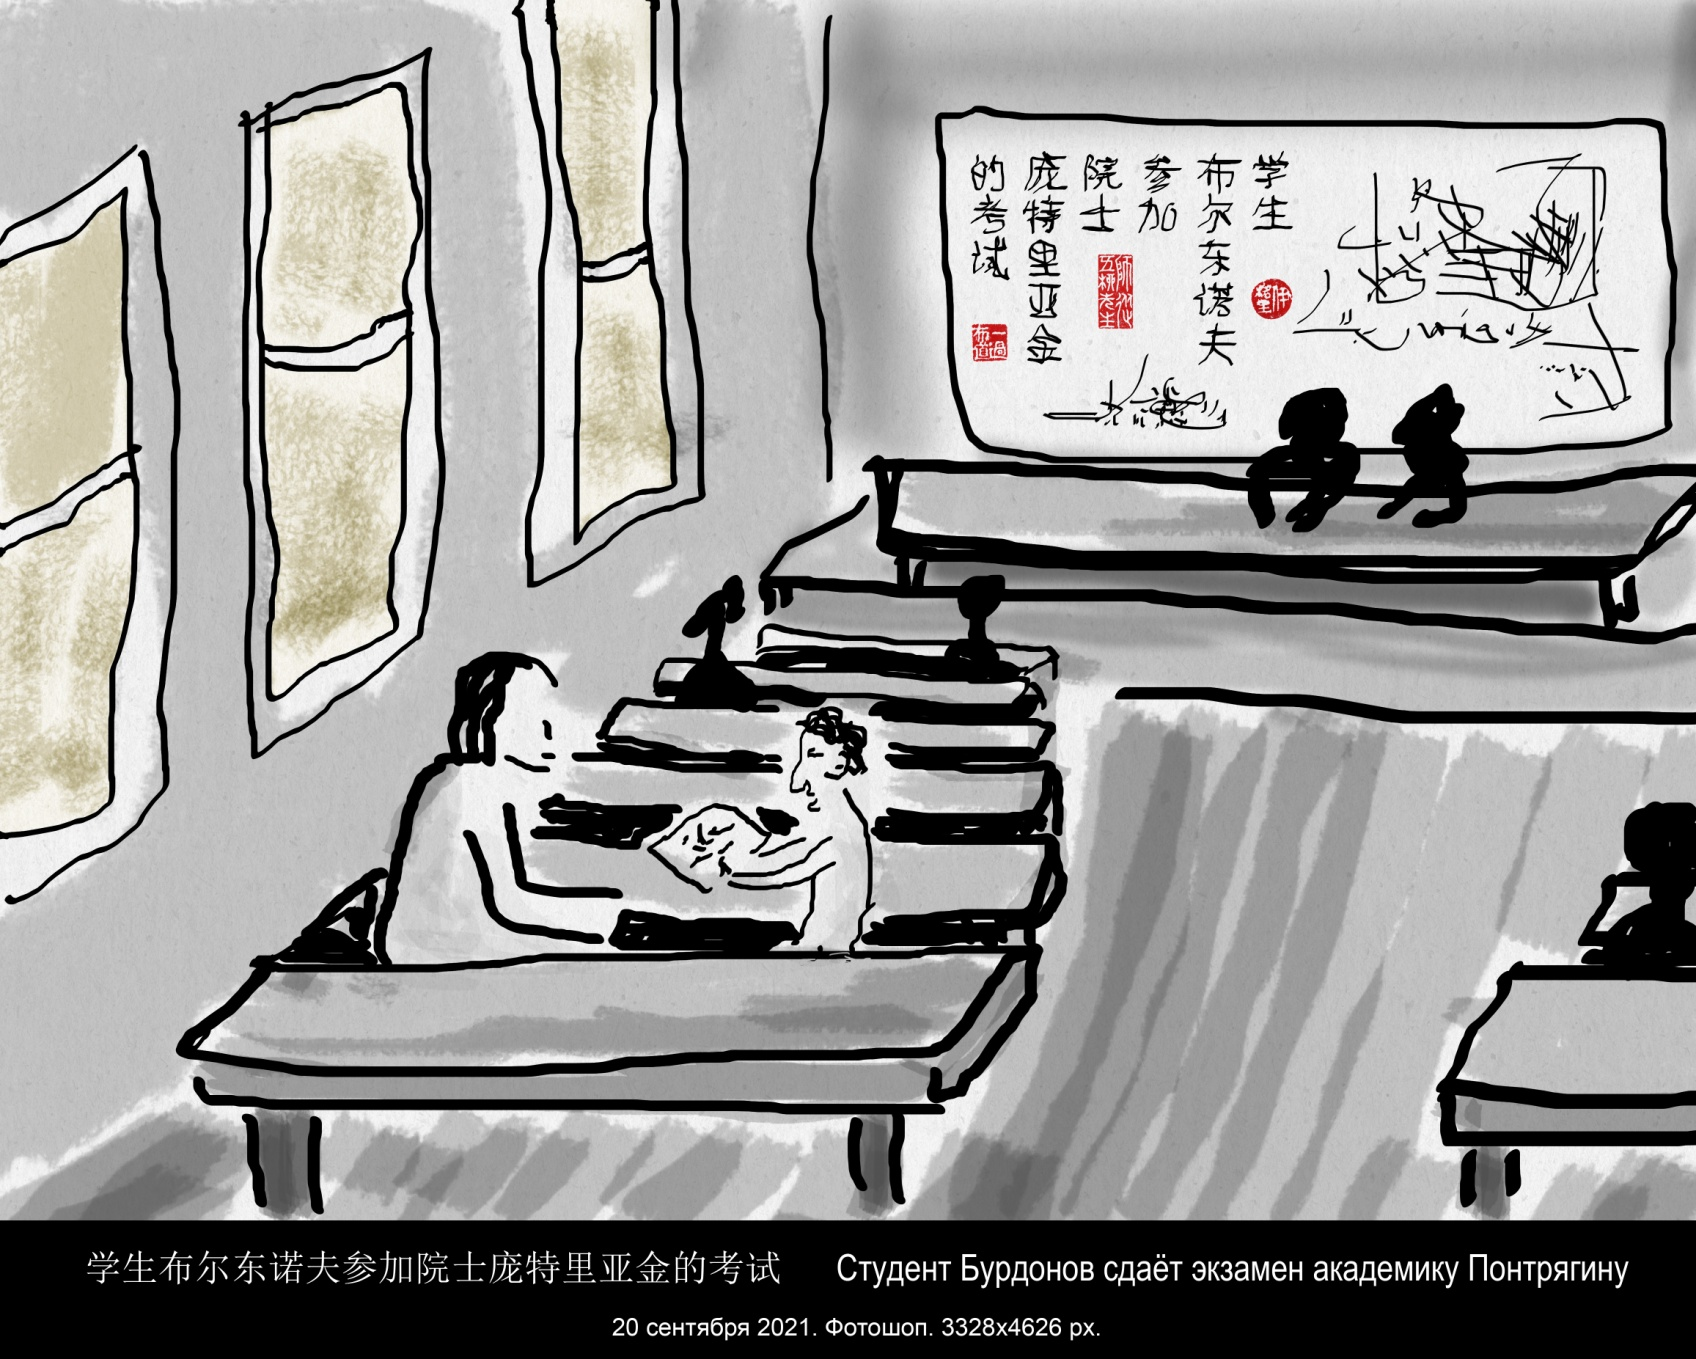 学生
布尔东诺夫
参加
院士
庞特里亚金
的考试
学生布尔东诺夫参加院士庞特里亚金的考试
Студент Бурдонов сдаёт экзамен академику Понтрягину
20 сентября 2021. Фотошоп. 3328x4626 px.